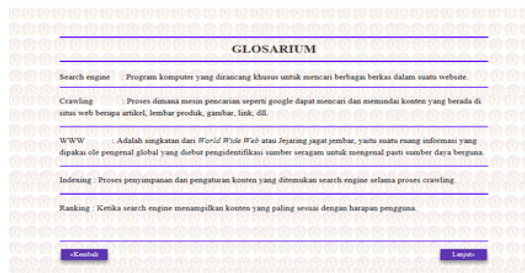 GLOSARIUM
Search engine : Program komputer yang dirancang khusus untuk mencari berbagai berkas dalam suatu website.
Crawling : Proses dimana mesin pencarian seperti google dapat mencari dan memindai konten yang berada di
situs web berupa artikel, lembar produk, gambar, link, dll.
WWW : Adalah singkatan dari World Wide Web atau Jejaring jagat jembar, yaitu suatu ruang informasi yang
dipakai ole pengenal global yang diebut pengidentifikasi sumber seragam untuk mengenal pasti sumber daya berguna.
Indexing : Proses penyimpanan dan pengaturan konten yang ditemukan search engine selama proses crawling.
Ranking : Ketika search engine menampilkan konten yang paling sesuai dengan harapan pengguna.
«Kembali
Lanjut»